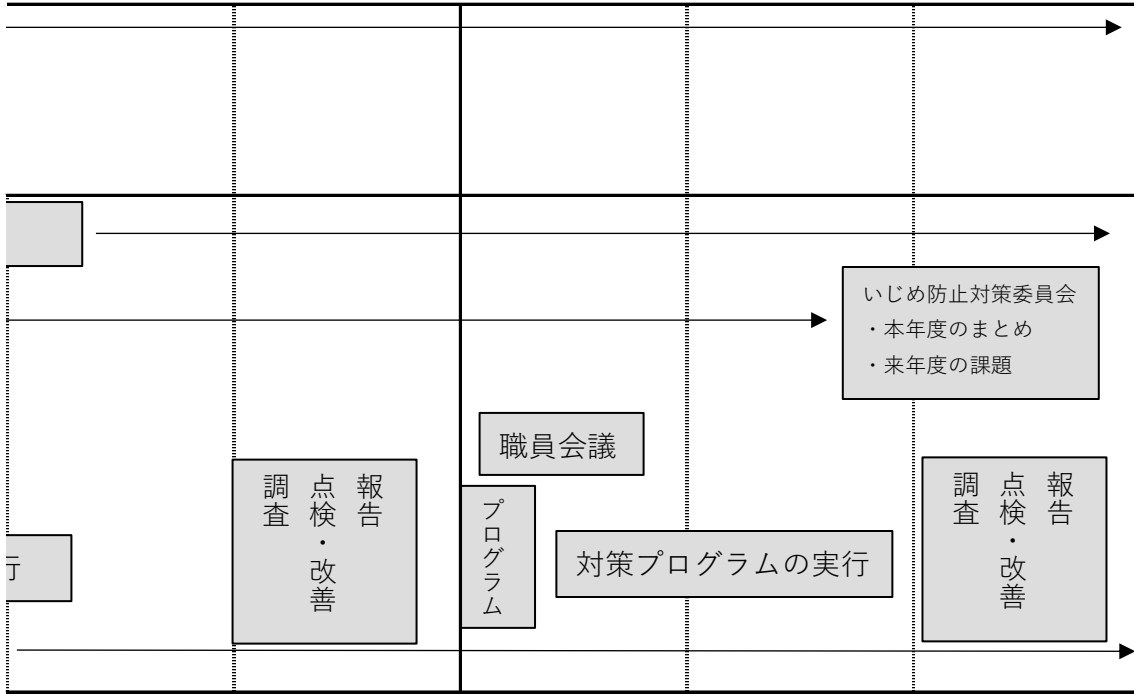 いじめ防止対策委員会
・本年度のまとめ
・来年度の課題
職員会議
報告
点検・改善
調査
プログラム
対策プログラムの実行
報告
点検・改善
調査
行